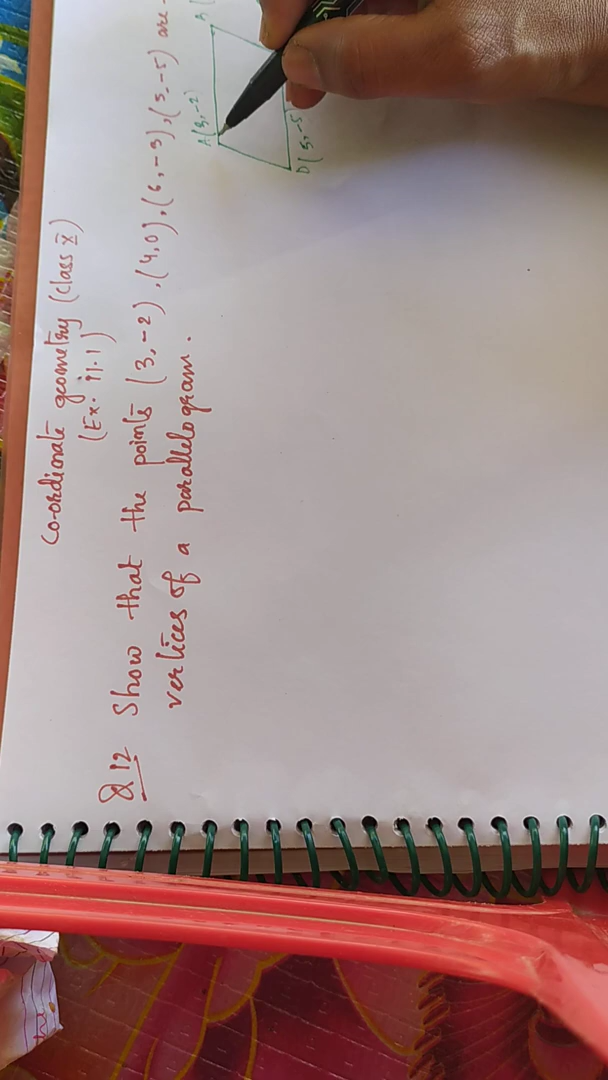 Co-ordinate geometry (Class X)
(Ex. 11.1)
Q 12 Show that the points (3, -2), (4,0), (6, -3), (5, -5) are
vertices of a parallelogram.
A(3, -2)
D(5, -5